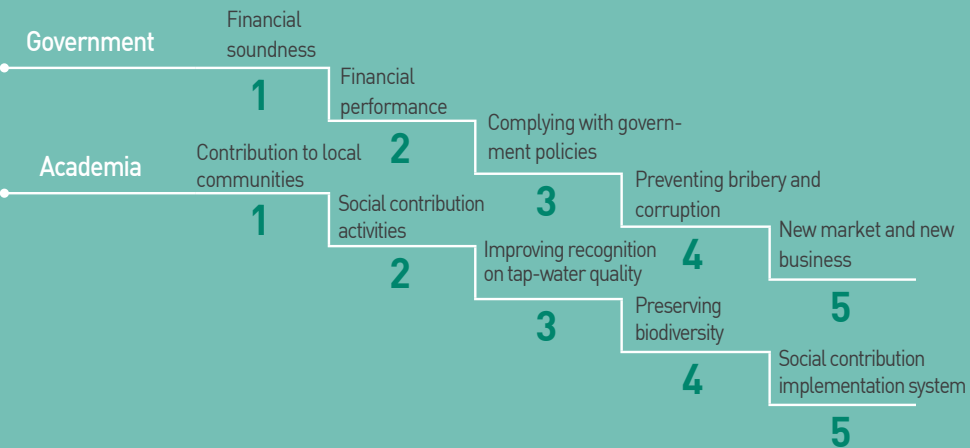 Government
Financial
soundness
1
Financial
performance
2
Complying with govern-
ment policies
3
Preventing bribery and
corruption
4
New market and new
business
5
Academia
Contribution to local
communities
1
Social contribution
activities
2
Improving recognition
on tap-water quality
3
Preserving
biodiversity
4
Social contribution
implementation system
5